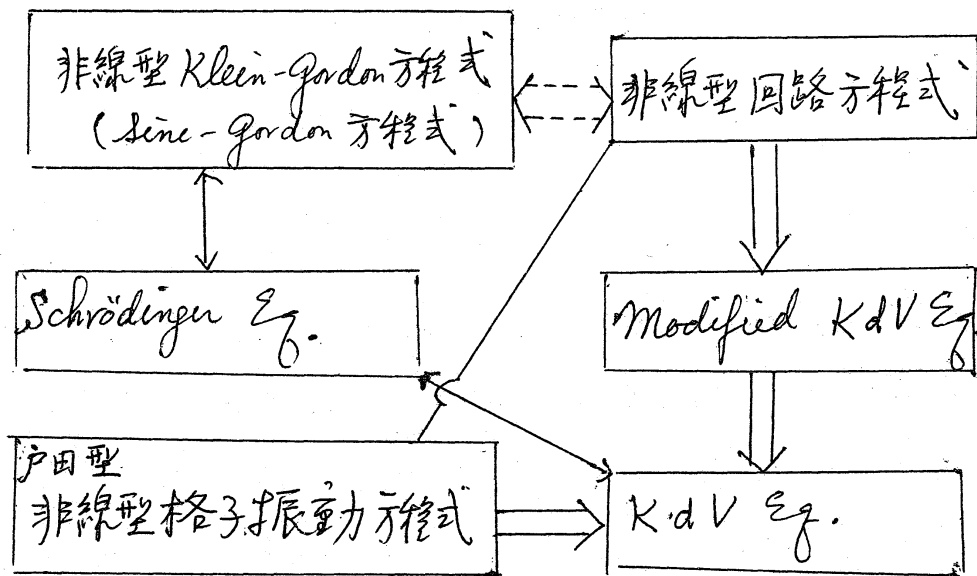 非線型 Klein-Gordon 方程式
(Sine-Gordon 方程式)
非線型回路方程式
Schrödinger Eq.
Modified KdV Eq
戸田型
非線型格子振動方程式
K.d V Eq.